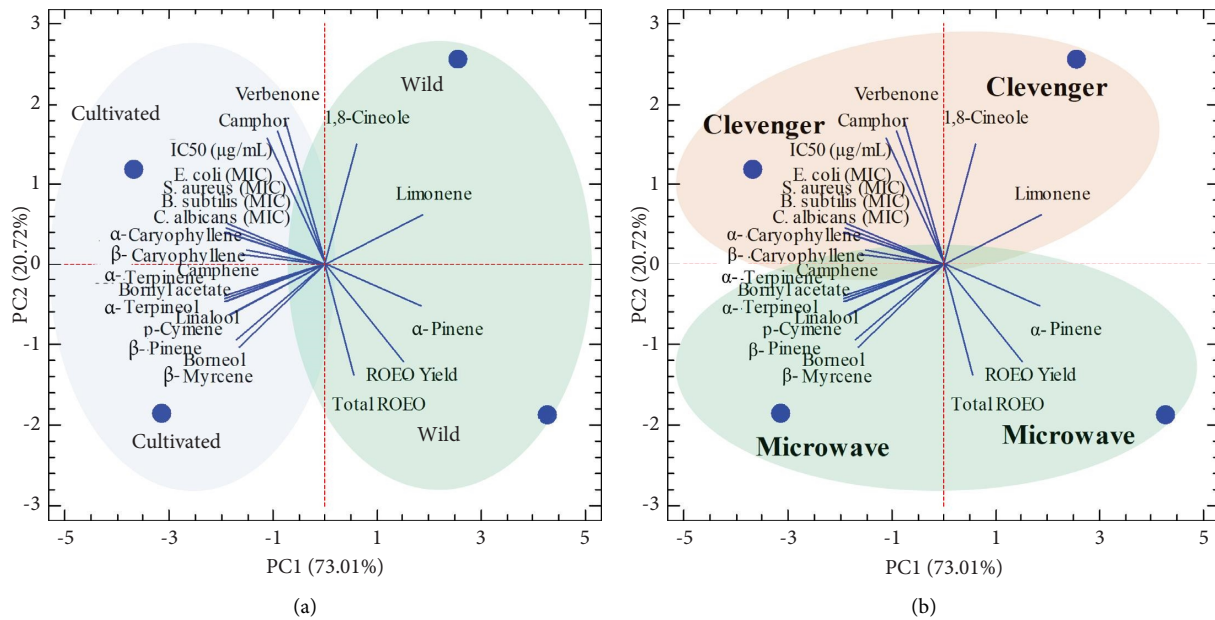 3
2
1
0
-1
-2
-3
PC2 (20.72%)
Cultivated
Wild
Verbenone
Camphor
1,8-Cineole
IC50 (µg/mL)
E. coli (MIC)
S. aureus (MIC)
B. subtilis (MIC)
C. albicans (MIC)
Limonene
α-Caryophyllene
β-Caryophyllene
Camphene
α-Terpinene
Bornyl acetate
α-Terpineol
Linalool
p-Cymene
β-Pinene
Borneol
β-Myrcene
α-Pinene
ROEO Yield
Total ROEO
Cultivated
Wild
-5 -3 -1 1 3 5
PC1 (73.01%)
(a)
3
2
1
0
-1
-2
-3
PC2 (20.72%)
Clevenger
Clevenger
Verbenone
Camphor
1,8-Cineole
IC50 (µg/mL)
E. coli (MIC)
S. aureus (MIC)
B. subtilis (MIC)
C. albicans (MIC)
Limonene
α-Caryophyllene
β-Caryophyllene
Camphene
α-Terpinene
Bornyl acetate
α-Terpineol
Linalool
p-Cymene
β-Pinene
Borneol
β-Myrcene
α-Pinene
ROEO Yield
Total ROEO
Microwave
Microwave
-5 -3 -1 1 3 5
PC1 (73.01%)
(b)